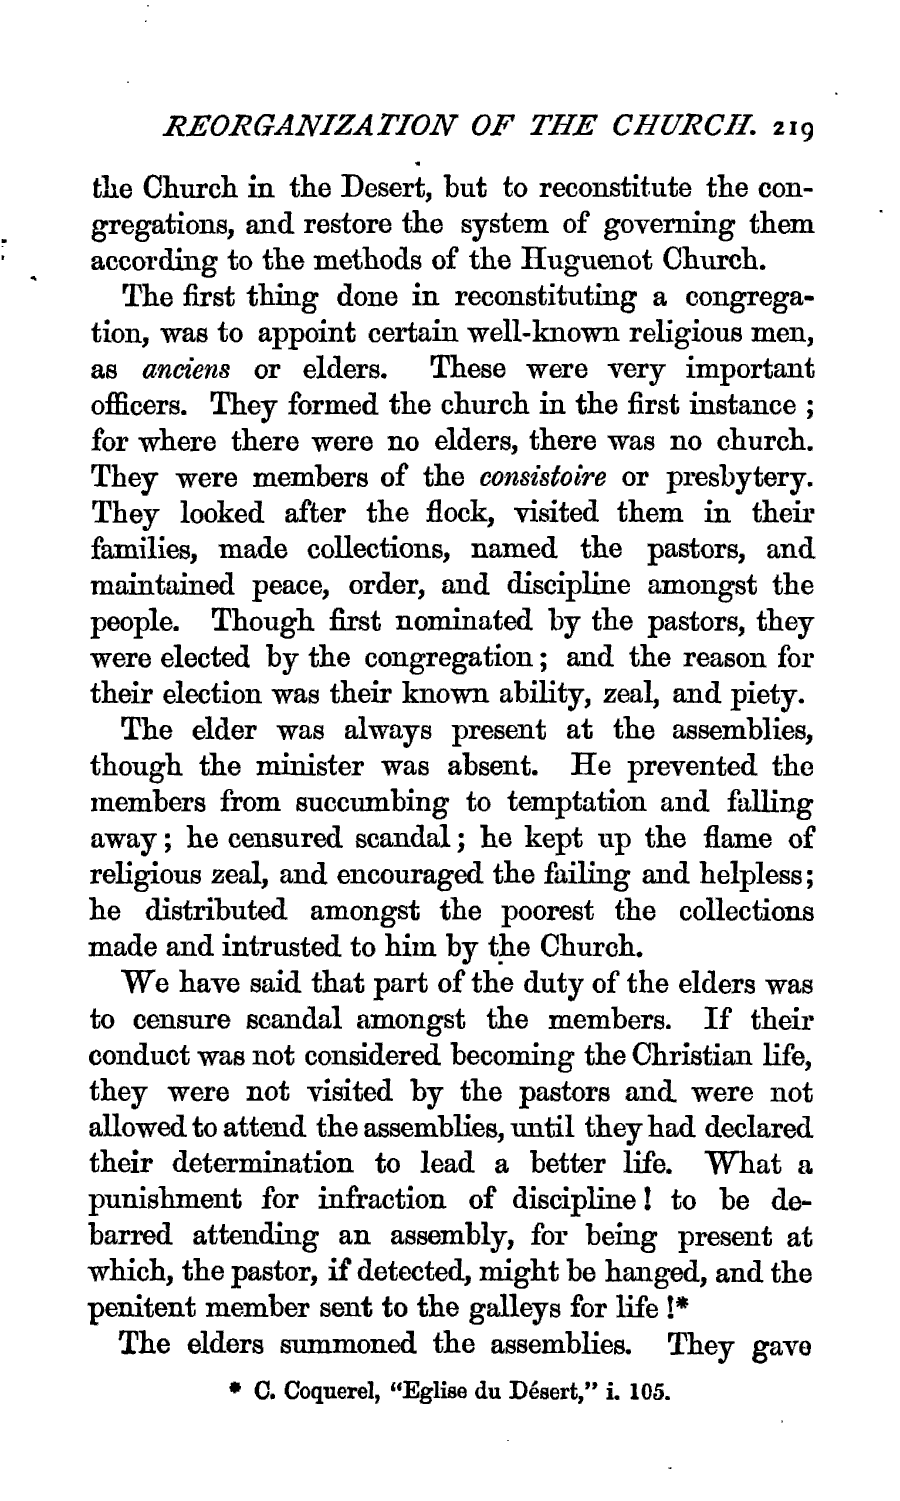 REORGANIZATION OF THE CHURCH. 219
the Church in the Desert, but to reconstitute the con-
gregations, and restore the system of governing them
according to the methods of the Huguenot Church.
The first thing done in reconstituting a congrega-
tion, was to appoint certain well-known religious men,
as anciens or elders. These were very important
officers. They formed the church in the first instance ;
for where there were no elders, there was no church.
They were members of the consistoire or presbytery.
They looked after the flock, visited them in their
families, made collections, named the pastors, and
maintained peace, order, and discipline amongst the
people. Though first nominated by the pastors, they
were elected by the congregation ; and the reason for
their election was their known ability, zeal, and piety.
The elder was always present at the assemblies,
though the minister was absent. He prevented the
members from succumbing to temptation and falling
away ; he censured scandal ; he kept up the flame of
religious zeal, and encouraged the failing and helpless ;
he distributed amongst the poorest the collections
made and intrusted to him by the Church.
We have said that part of the duty of the elders was
to censure scandal amongst the members. If their
conduct was not considered becoming the Christian life,
they were not visited by the pastors and were not
allowed to attend the assemblies, until they had declared
their determination to lead a better life. What a
punishment for infraction of discipline ! to be de-
barred attending an assembly, for being present at
which, the pastor, if detected, might be hanged, and the
penitent member sent to the galleys for life !*
The elders summoned the assemblies. They gave
* C. Coquerel, "Eglise du Désert," i. 105.